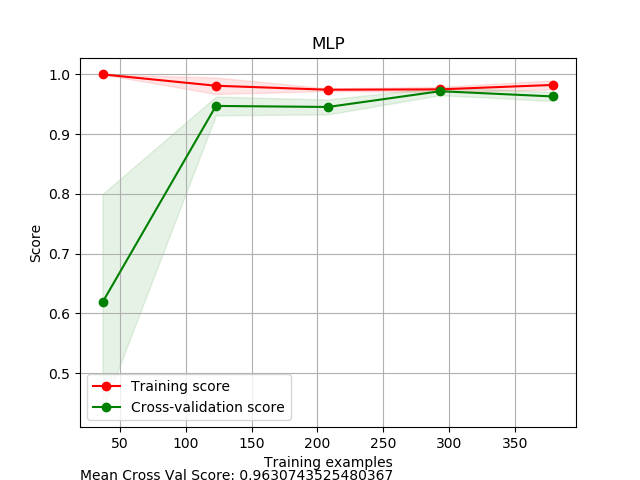 MLP
1.0
0.9
0.8
0.7
0.6
0.5
Score
Training score
Cross-validation score
50 100 150 200 250 300 350
Training examples
Mean Cross Val Score: 0.9630743525480367